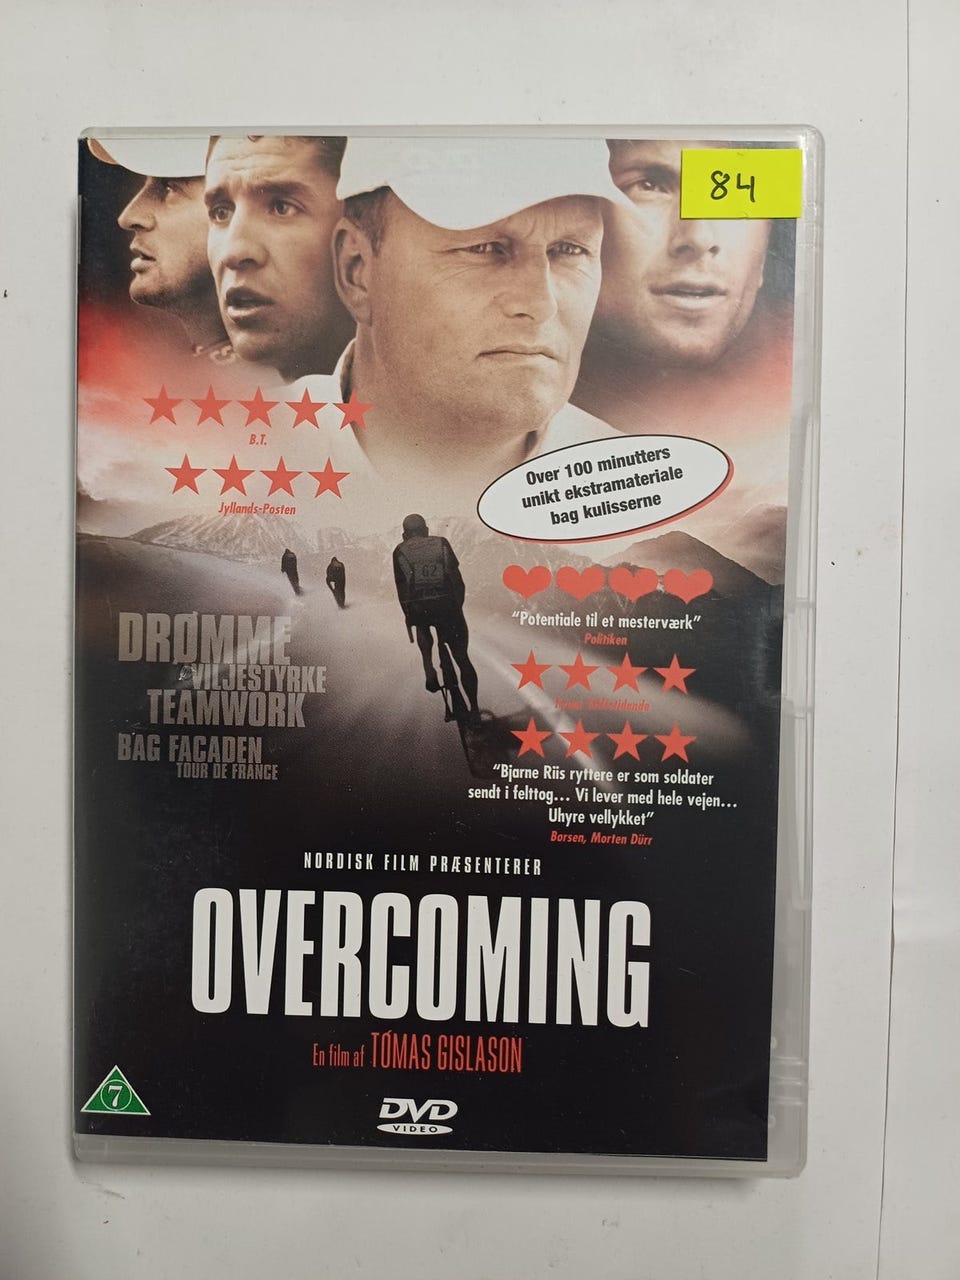 84
B.T.
Jyllands-Posten
Over 100 minutters
unikt ekstramateriale
bag kulisserne
62
"Potentiale til et mesterværk"
Politiken
DRØMME
VILJESTYRKE
TEAMWORK
BAG FACADEN
TOUR DE FRANCE
"Bjarne Riis ryttere er som soldater
sendt i felttog... Vi lever med hele vejen...
Uhyre vellykket"
Børsen, Morten Dürr
NORDISK FILM PRÆSENTERER
OVERCOMING
En film af TÓMAS GISLASON
7
DVD
VIDEO